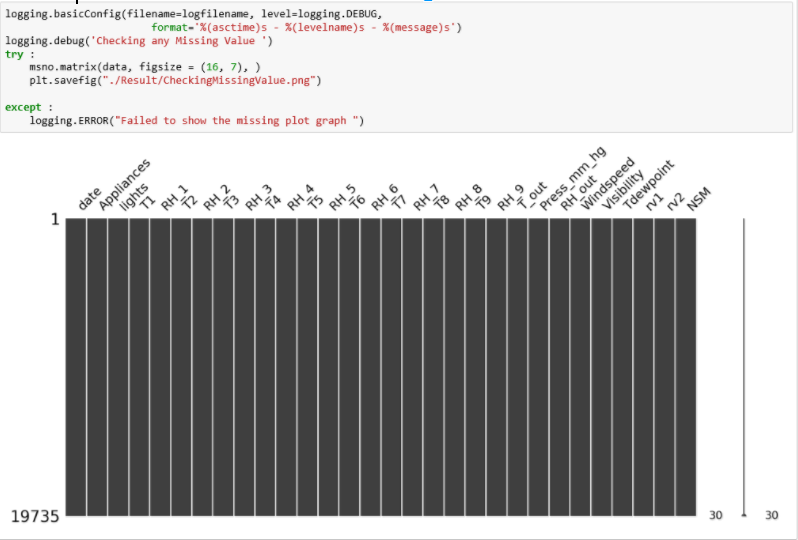 logging.basicConfig(filename=logfilename, level=logging.DEBUG,
format='%(asctime)s - %(levelname)s - %(message)s')
logging.debug('Checking any Missing Value ')
try :
msno.matrix(data, figsize = (16, 7), )
plt.savefig("./Result/CheckingMissingValue.png")
except :
logging.ERROR("Failed to show the missing plot graph ")
date
Appliances
lights
T1
RH_1
T2
RH_2
T3
RH_3
T4
RH_4
T5
RH_5
T6
RH_6
T7
RH_7
T8
RH_8
T9
RH_9
T_out
Press_mm_hg
RH_out
Windspeed
Visibility
Tdewpoint
rv1
rv2
NSM
1
19735
30
30